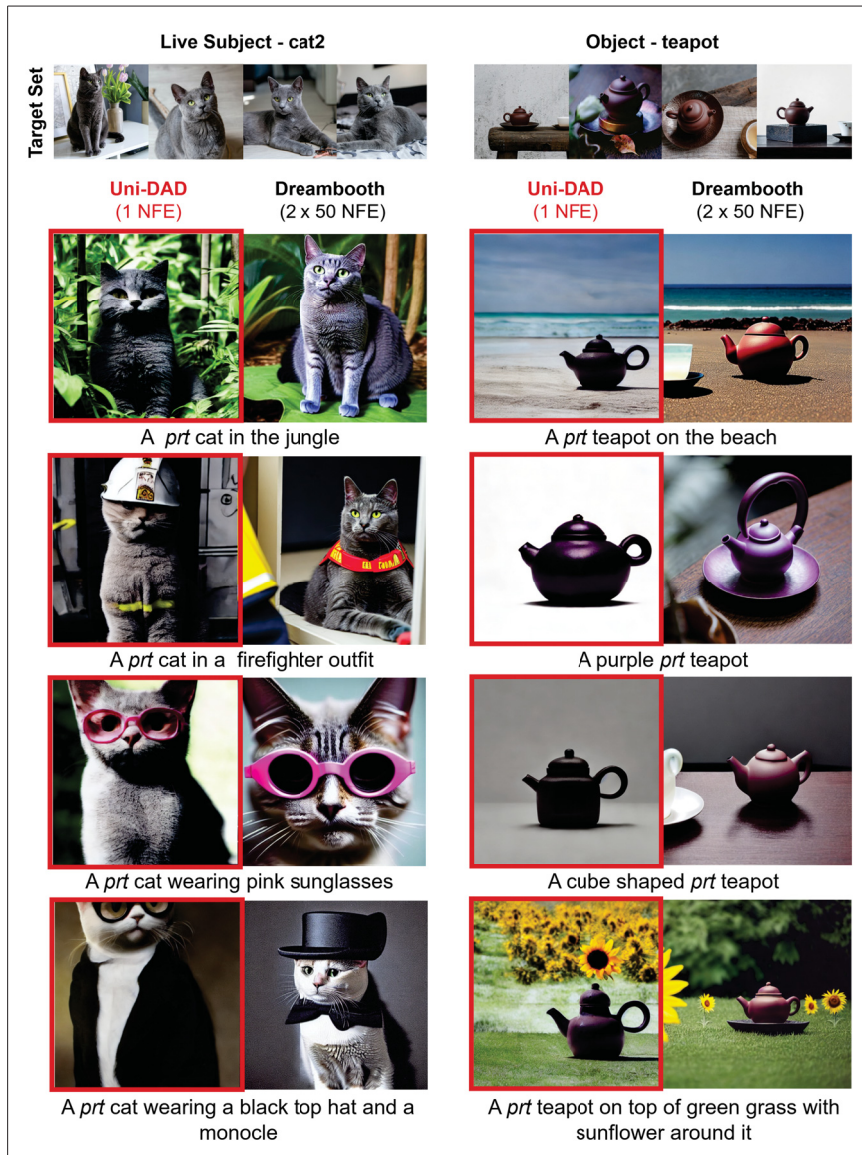 Live Subject - cat2
Object - teapot
Target Set
Uni-DAD
(1 NFE)
Dreambooth
(2 x 50 NFE)
Uni-DAD
(1 NFE)
Dreambooth
(2 x 50 NFE)
A prt cat in the jungle
A prt teapot on the beach
A prt cat in a firefighter outfit
A purple prt teapot
A prt cat wearing pink sunglasses
A cube shaped prt teapot
A prt cat wearing a black top hat and a
monocle
A prt teapot on top of green grass with
sunflower around it